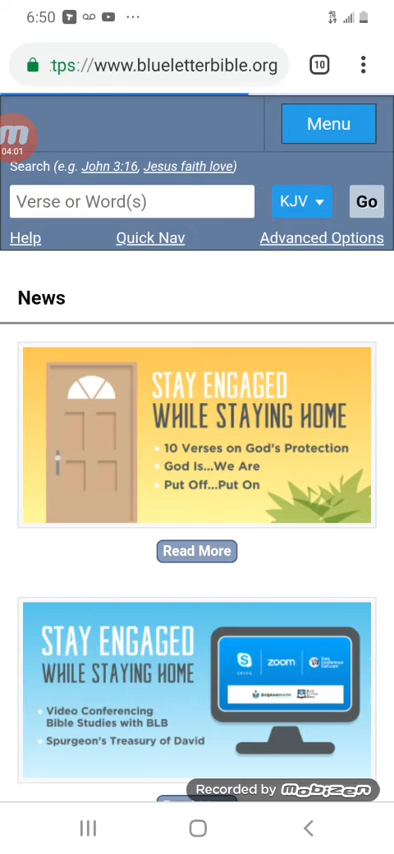 6:50
tps://www.blueletterbible.org
10
Menu
04:01
Search (e.g. John 3:16, Jesus faith love)
Verse or Word(s)
KJV
Go
Help
Quick Nav
Advanced Options
News
STAY ENGAGED
WHILE STAYING HOME
• 10 Verses on God's Protection
• God Is...We Are
• Put Off...Put On
Read More
STAY ENGAGED
WHILE STAYING HOME
• Video Conferencing
Bible Studies with BLB
• Spurgeon's Treasury of David
zoom
Recorded by mobizen